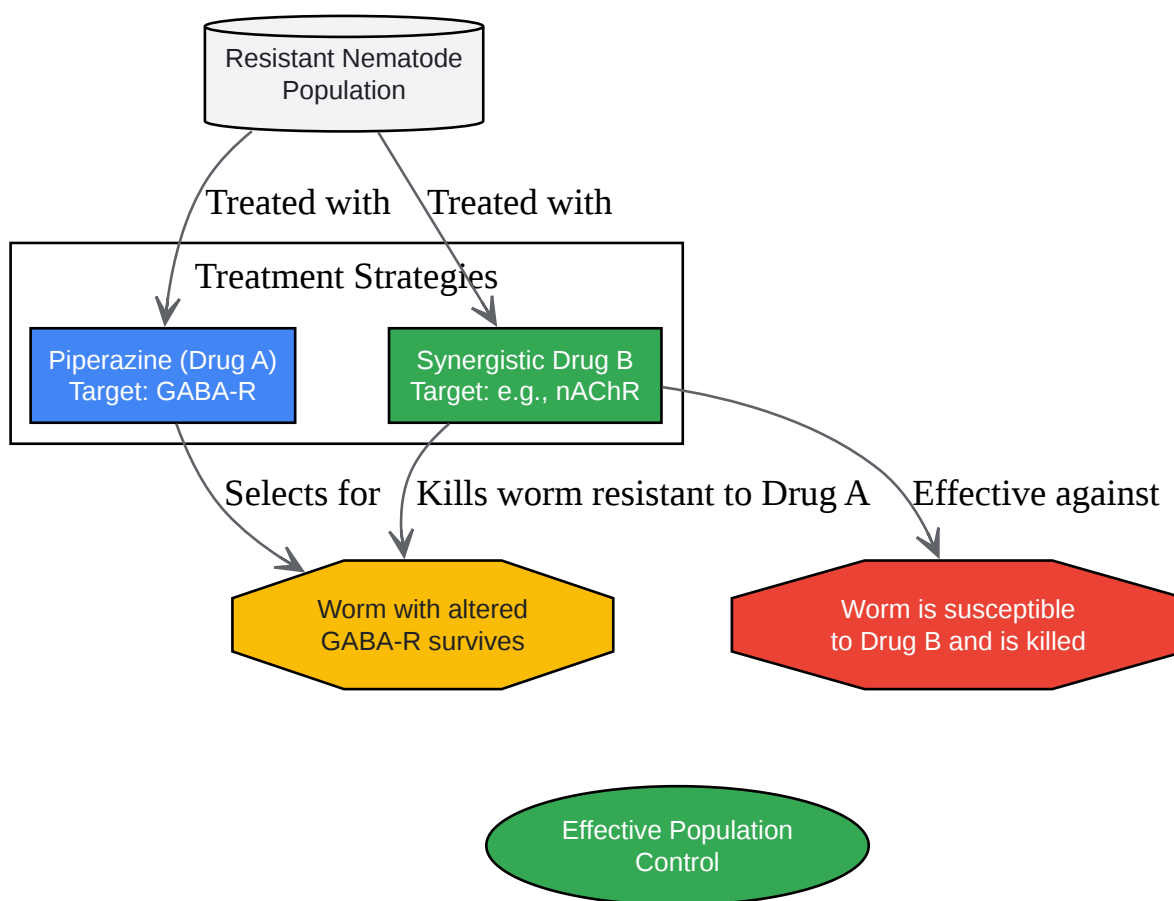 Resistant Nematode
Population
Treated with
Treated with
Treatment Strategies
Piperazine (Drug A)
Target: GABA-R
Synergistic Drug B
Target: e.g., nAChR
Selects for
Kills worm resistant to Drug A
Effective against
Worm with altered
GABA-R survives
Worm is susceptible
to Drug B and is killed
Effective Population
Control